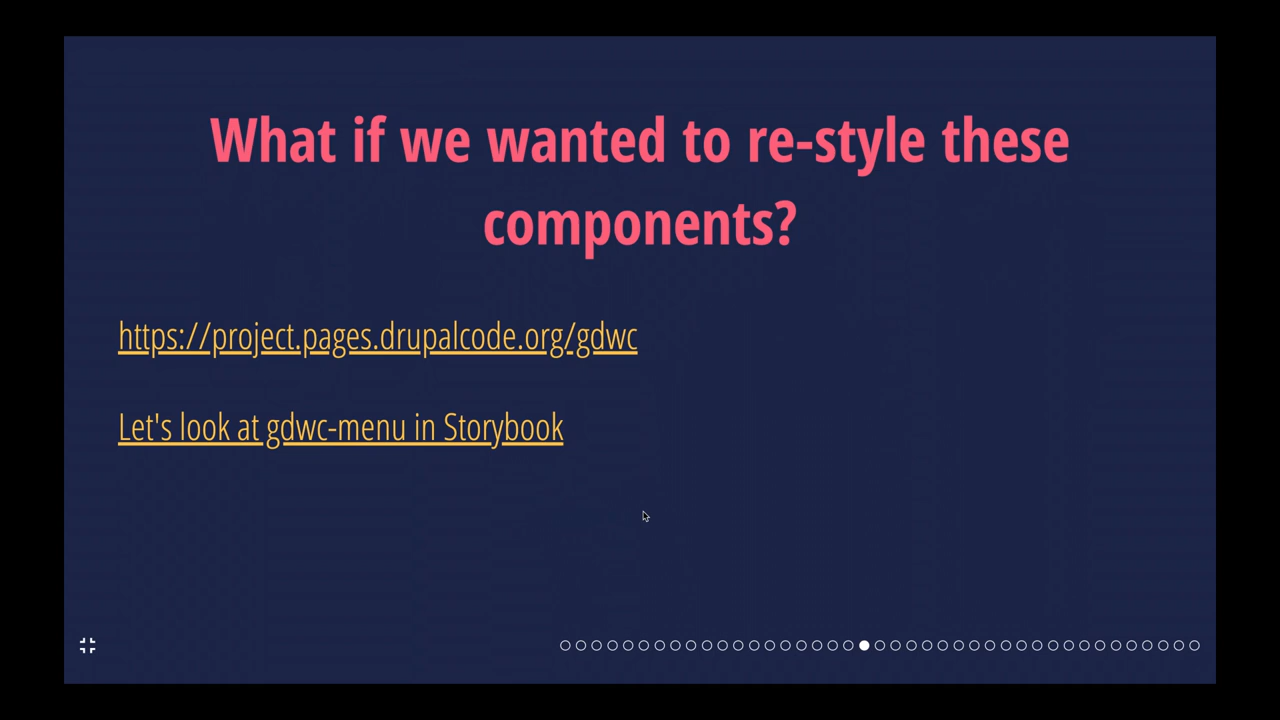 What if we wanted to re-style these
components?
https://project.pages.drupalcode.org/gdwc
Let's look at gdwc-menu in Storybook